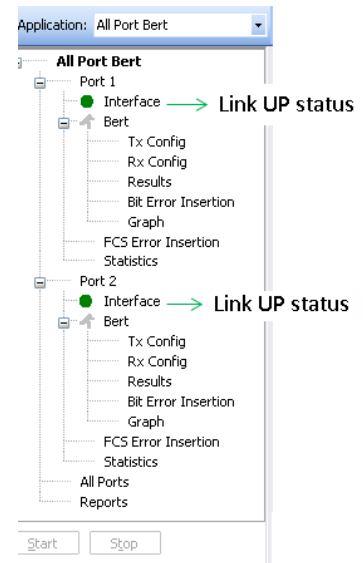 Application: All Port Bert
All Port Bert
Port 1
Interface Link UP status
Bert
Tx Config
Rx Config
Results
Bit Error Insertion
Graph
FCS Error Insertion
Statistics
Port 2
Interface Link UP status
Bert
Tx Config
Rx Config
Results
Bit Error Insertion
Graph
FCS Error Insertion
Statistics
All Ports
Reports
Start Stop